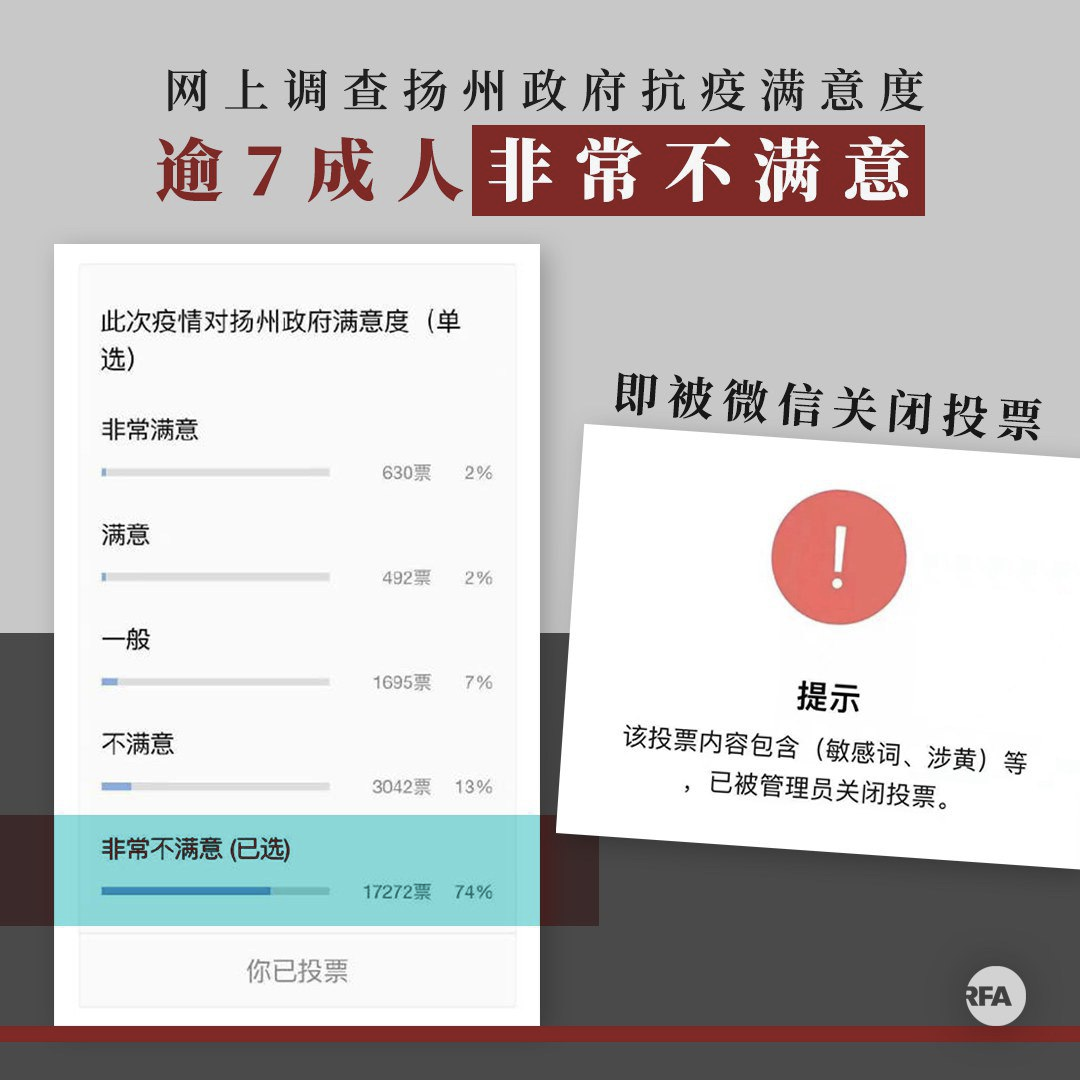 网上调查扬州政府抗疫满意度
逾7成人非常不满意
此次疫情对扬州政府满意度（单
选）
非常满意
630票 2%
满意
492票 2%
一般
1695票 7%
不满意
3042票 13%
非常不满意 (已选)
17272票 74%
你已投票
即被微信关闭投票
!
提示
该投票内容包含（敏感词、涉黄）等
，已被管理员关闭投票。
RFA